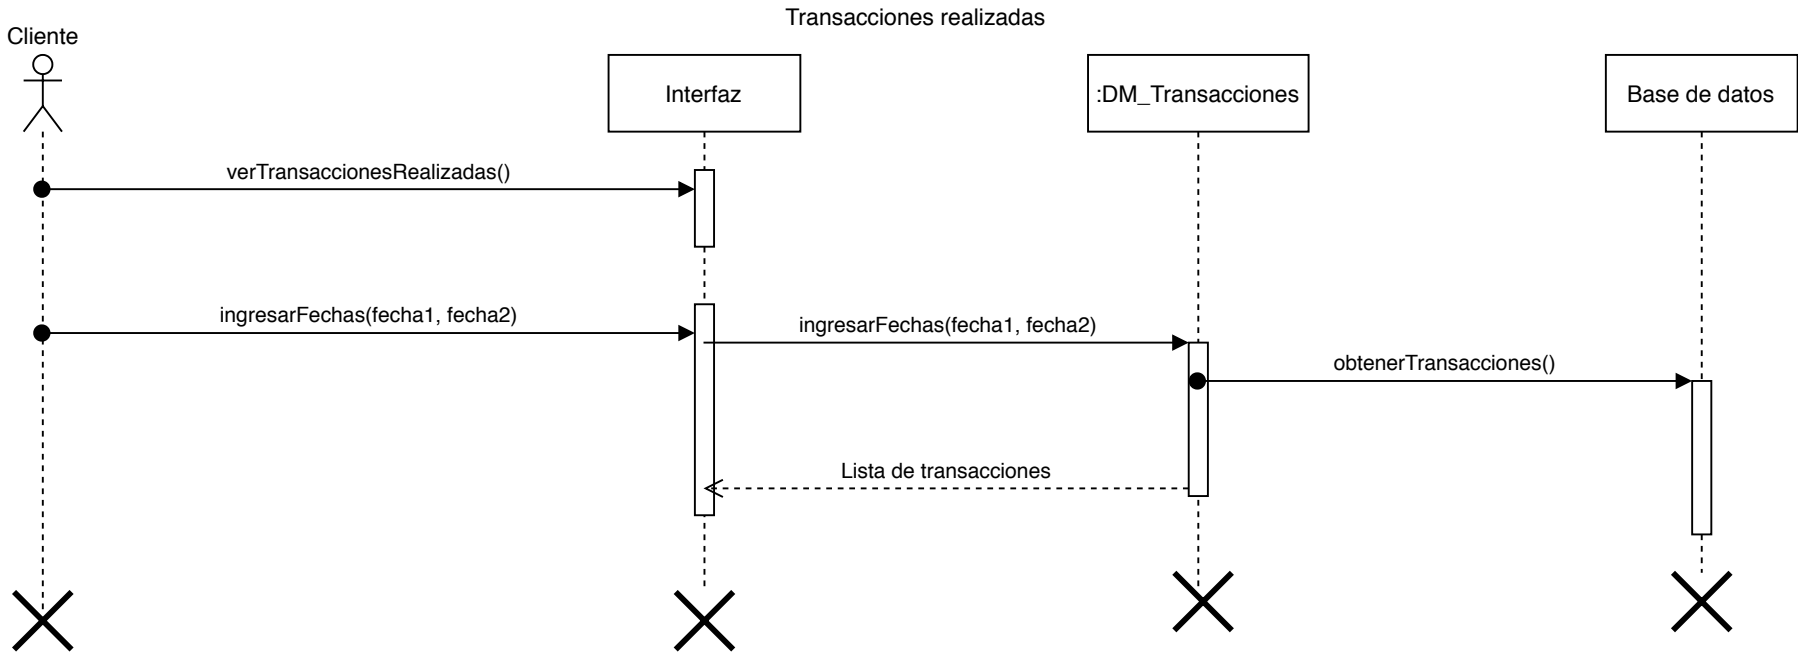 Transacciones realizadas
Cliente
Interfaz
:DM_Transacciones
Base de datos
verTransaccionesRealizadas()
ingresarFechas(fecha1, fecha2)
ingresarFechas(fecha1, fecha2)
obtenerTransacciones()
Lista de transacciones